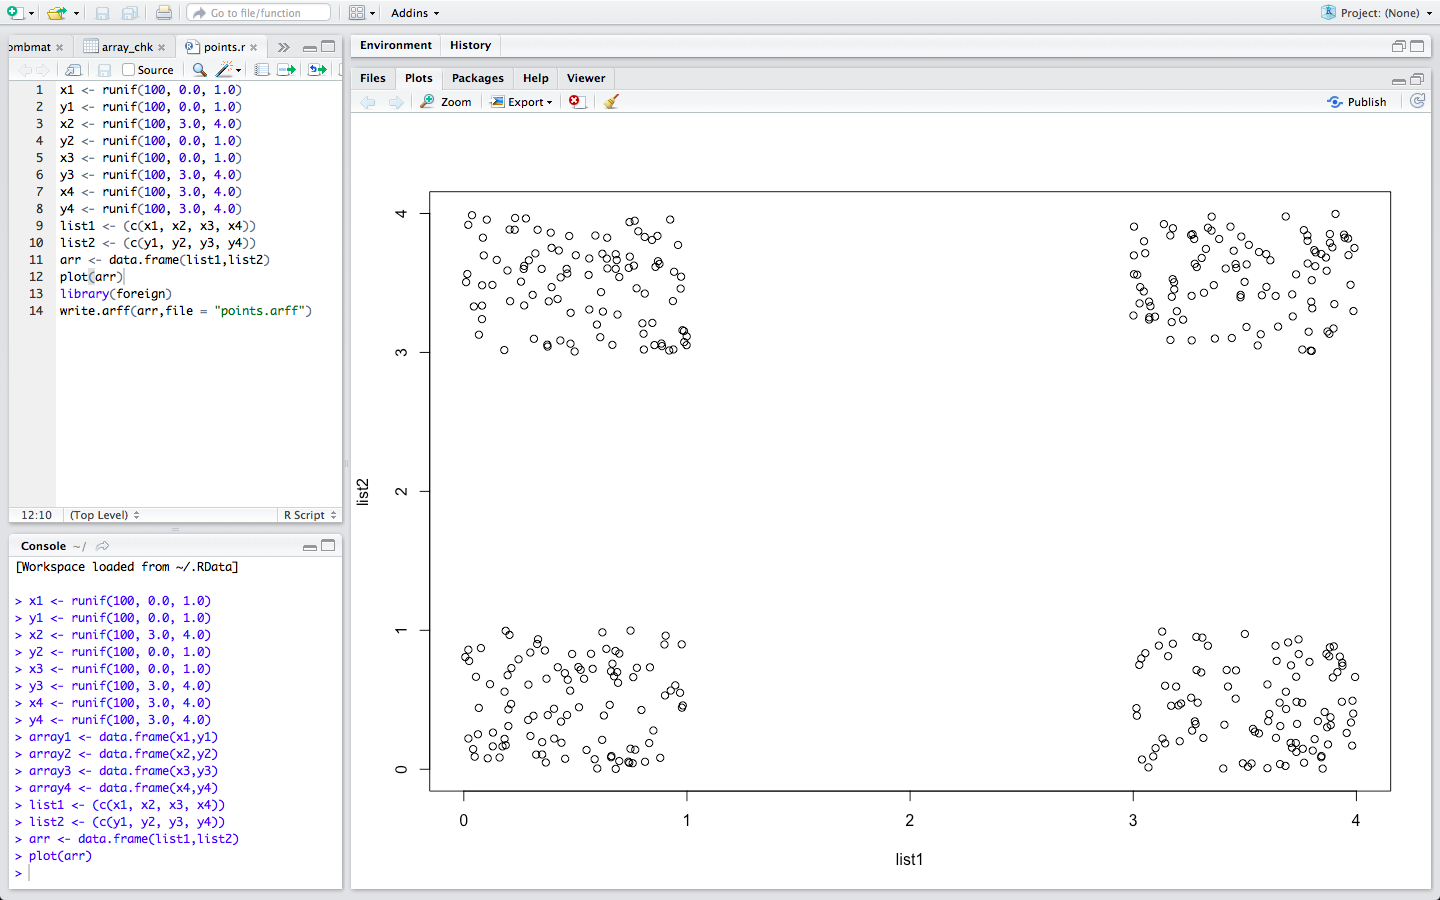 Go to file/function
Addins
Project: (None)
ombmat
array_chk
points.r
Source
1 x1 <- runif(100, 0.0, 1.0)
2 y1 <- runif(100, 0.0, 1.0)
3 x2 <- runif(100, 3.0, 4.0)
4 y2 <- runif(100, 0.0, 1.0)
5 x3 <- runif(100, 0.0, 1.0)
6 y3 <- runif(100, 3.0, 4.0)
7 x4 <- runif(100, 3.0, 4.0)
8 y4 <- runif(100, 3.0, 4.0)
9 list1 <- (c(x1, x2, x3, x4))
10 list2 <- (c(y1, y2, y3, y4))
11 arr <- data.frame(list1,list2)
12 plot(arr)
13 library(foreign)
14 write.arff(arr,file = "points.arff")
12:10 (Top Level) R Script
Console ~/
[Workspace loaded from ~/.RData]
> x1 <- runif(100, 0.0, 1.0)
> y1 <- runif(100, 0.0, 1.0)
> x2 <- runif(100, 3.0, 4.0)
> y2 <- runif(100, 0.0, 1.0)
> x3 <- runif(100, 0.0, 1.0)
> y3 <- runif(100, 3.0, 4.0)
> x4 <- runif(100, 3.0, 4.0)
> y4 <- runif(100, 3.0, 4.0)
> array1 <- data.frame(x1,y1)
> array2 <- data.frame(x2,y2)
> array3 <- data.frame(x3,y3)
> array4 <- data.frame(x4,y4)
> list1 <- (c(x1, x2, x3, x4))
> list2 <- (c(y1, y2, y3, y4))
> arr <- data.frame(list1,list2)
> plot(arr)
>
Environment History
Files Plots Packages Help Viewer
Zoom Export Publish
4
3
2
1
0
list2
0 1 2 3 4
list1